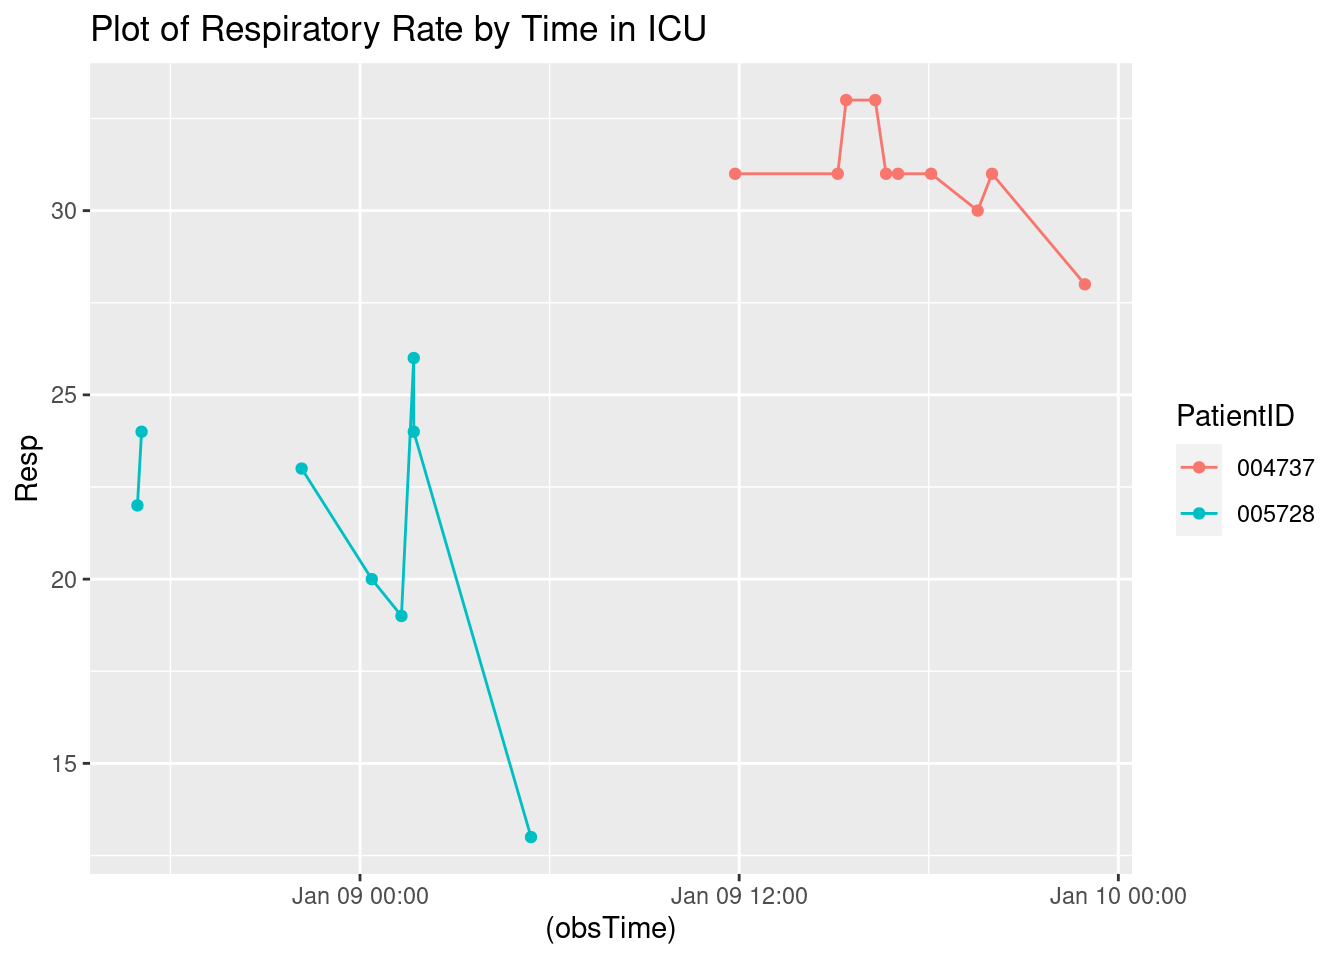 Plot of Respiratory Rate by Time in ICU
Resp
30
25
20
15
Jan 09 00:00
Jan 09 12:00
Jan 10 00:00
(obsTime)
PatientID
004737
005728